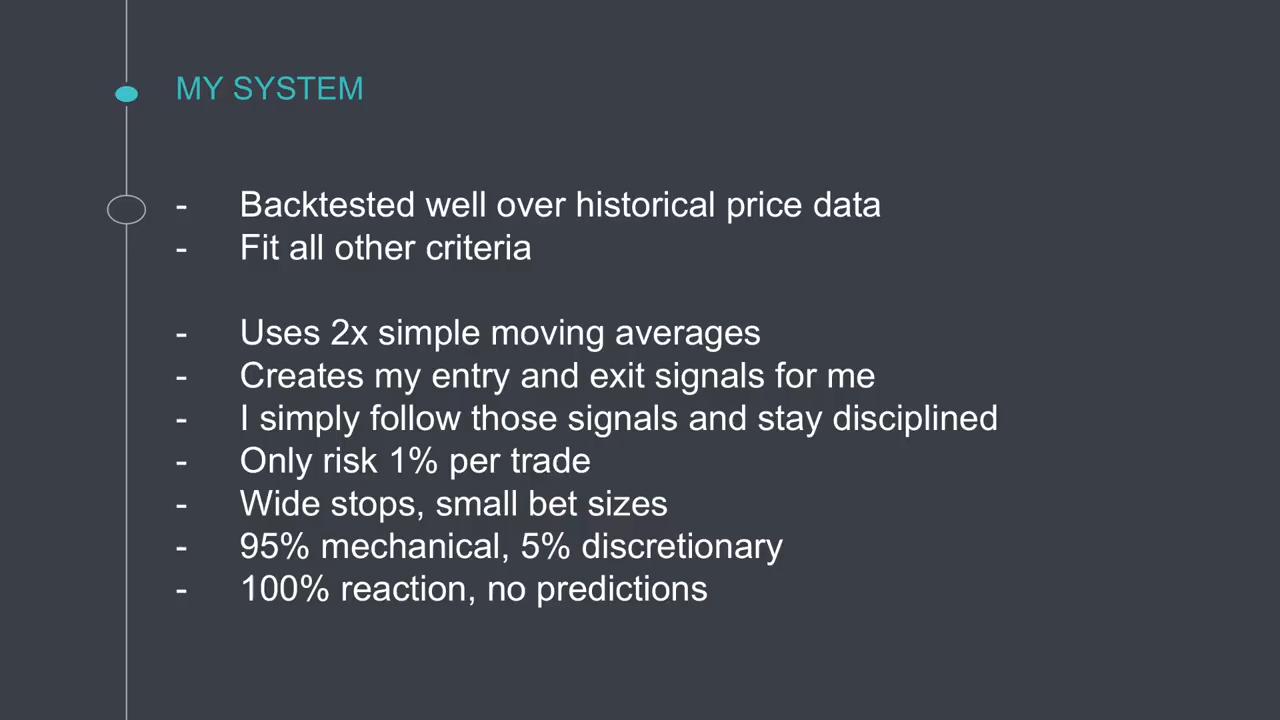 MY SYSTEM
- Backtested well over historical price data
- Fit all other criteria
- Uses 2x simple moving averages
- Creates my entry and exit signals for me
- I simply follow those signals and stay disciplined
- Only risk 1% per trade
- Wide stops, small bet sizes
- 95% mechanical, 5% discretionary
- 100% reaction, no predictions